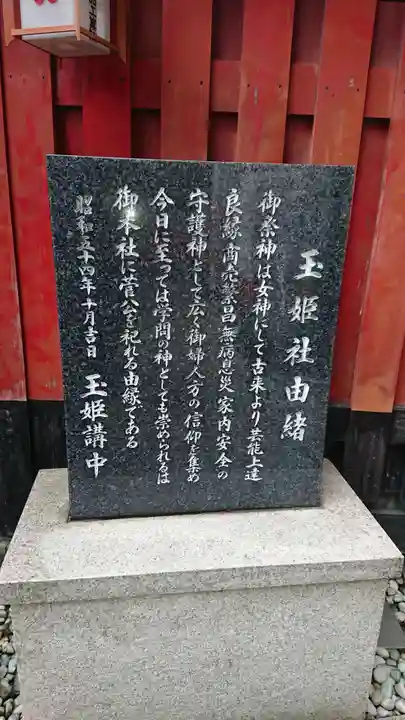 玉姫社由緒
御祭神は女神にして古来より芸能上達
良縁商売繁昌無病息災家内安全の
守護神として広く御婦人方の信仰を集め
今日に至っては学問の神としても崇められるは
御本社に菅公を祀れる由縁である
昭和五十四年十月吉日　玉姫講中